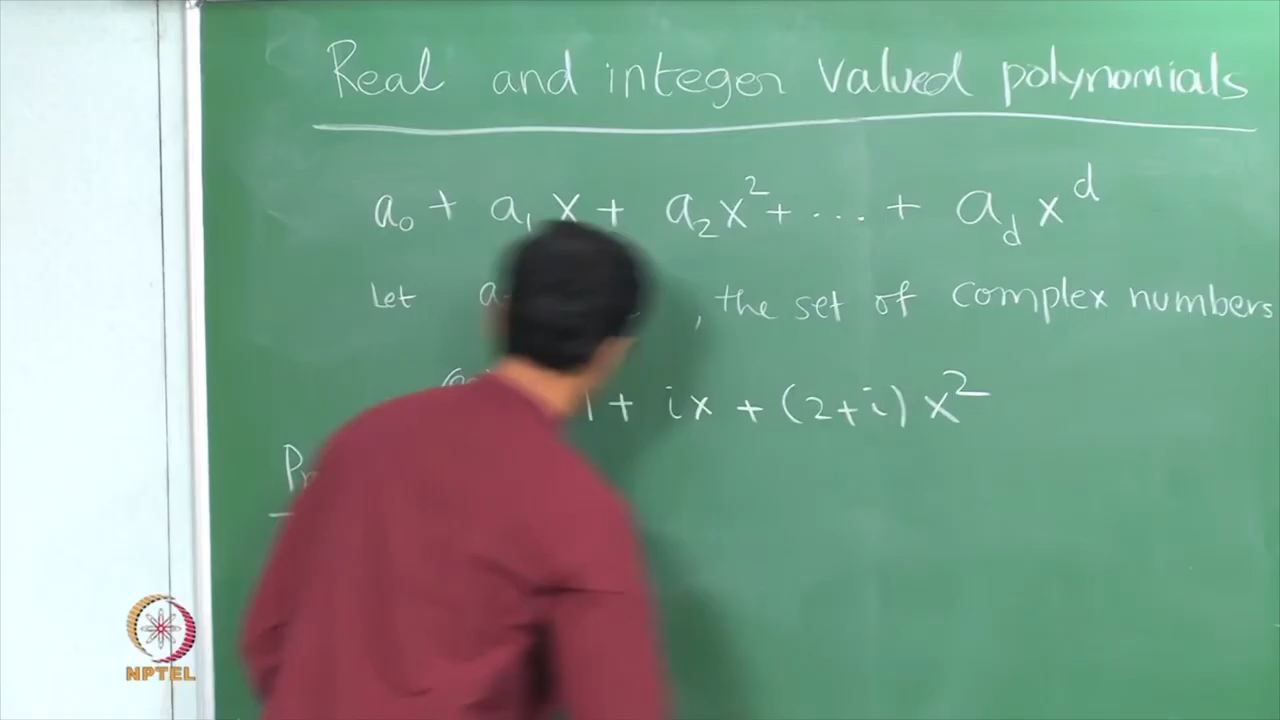 Real and integer valued polynomials
a₀ + a₁x + a₂x² + ... + a_d x^d
Let a , the set of complex numbers
1 + ix + (2+i) x²
NPTEL